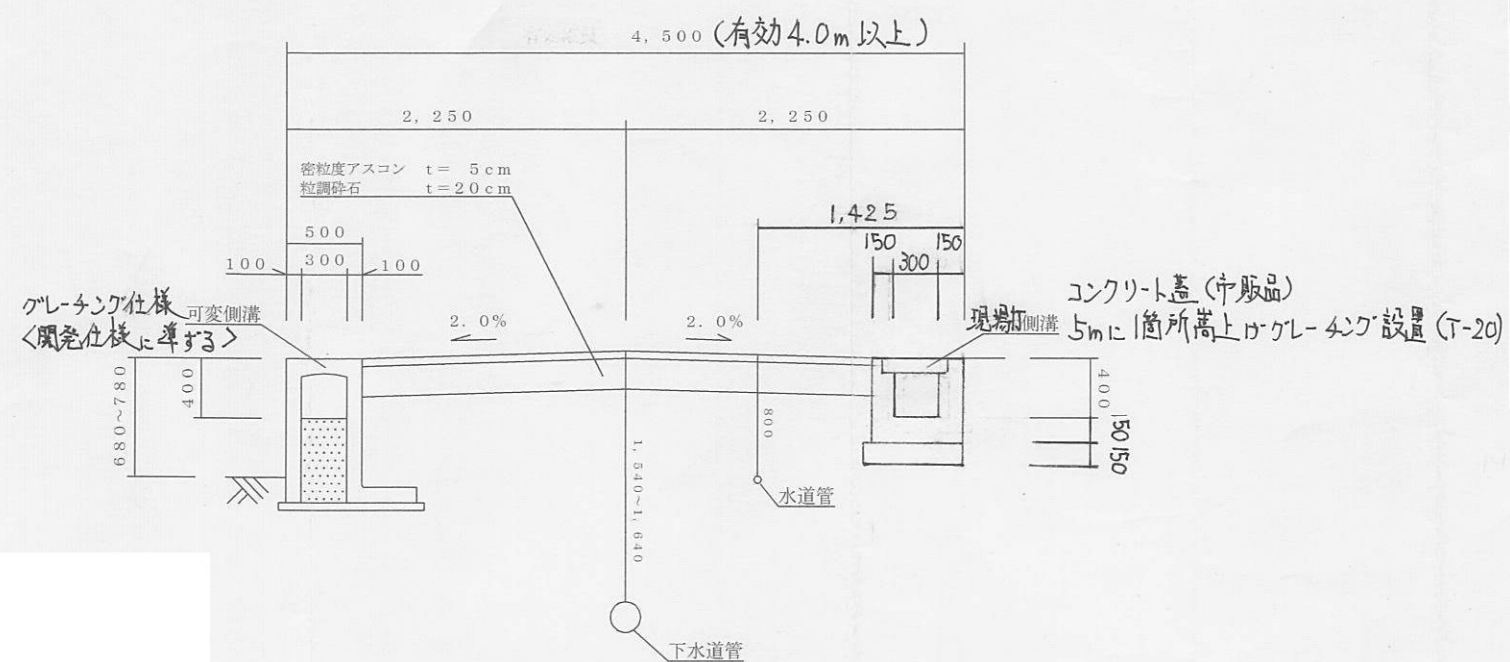 4,500 (有効4.0m以上)
2,250
2,250
密粒度アスコン t= 5cm
粒調砕石 t=20cm
1,425
500
150
150
100
300
100
300
グレーチング仕様
<開発仕様に準ずる>
可変側溝
2.0%
2.0%
現場打側溝
コンクリート蓋(市販品)
5mに1箇所嵩上げグレーチング設置(T-20)
680~780
400
800
400
150
150
1,540~1,640
水道管
下水道管